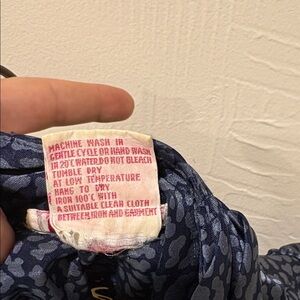 MACHINE WASH IN
GENTLE CYCLE OR HAND WASH
IN 20°C WATER DO NOT BLEACH
TUMBLE DRY
AT LOW TEMPERATURE
HANG TO DRY
IRON 100°C WITH
A SUITABLE CLEAR CLOTH
BETWEEN IRON AND GARMENT